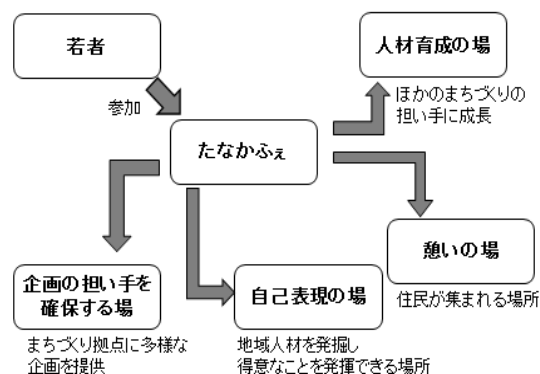 若者
人材育成の場
参加
ほかのまちづくりの
担い手に成長
たなかふぇ
憩いの場
住民が集まれる場所
企画の担い手を
確保する場
まちづくり拠点に多様な
企画を提供
自己表現の場
地域人材を発掘し
得意なことを発揮できる場所